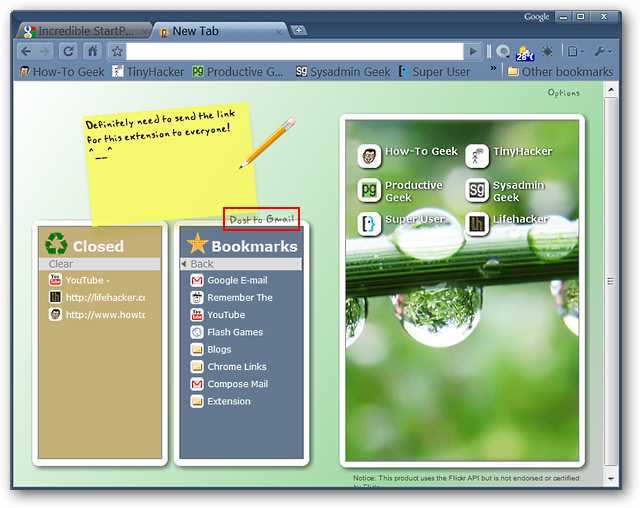 Google
Incredible StartP...
New Tab
28°
How-To Geek
TinyHacker
Productive G...
Sysadmin Geek
Super User
»
Other bookmarks
Options
Definitely need to send the link
for this extension to everyone!
^__^
Post to Gmail
Closed
Clear
YouTube -
http://lifehacker.cc
http://www.howtc
Bookmarks
Back
Google E-mail
Remember The
YouTube
Flash Games
Blogs
Chrome Links
Compose Mail
Extension
How-To Geek
TinyHacker
Productive
Geek
Sysadmin
Geek
Super User
Lifehacker
Notice: This product uses the Flickr API but is not endorsed or certified
by Flickr.